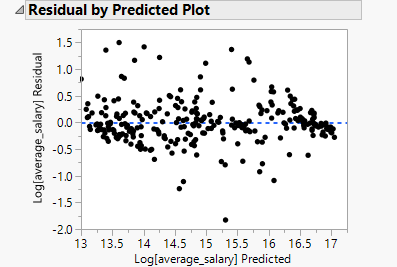 Residual by Predicted Plot
Log[average_salary] Residual
1.5
1.0
0.5
0.0
-0.5
-1.0
-1.5
-2.0
13 13.5 14 14.5 15 15.5 16 16.5 17
Log[average_salary] Predicted